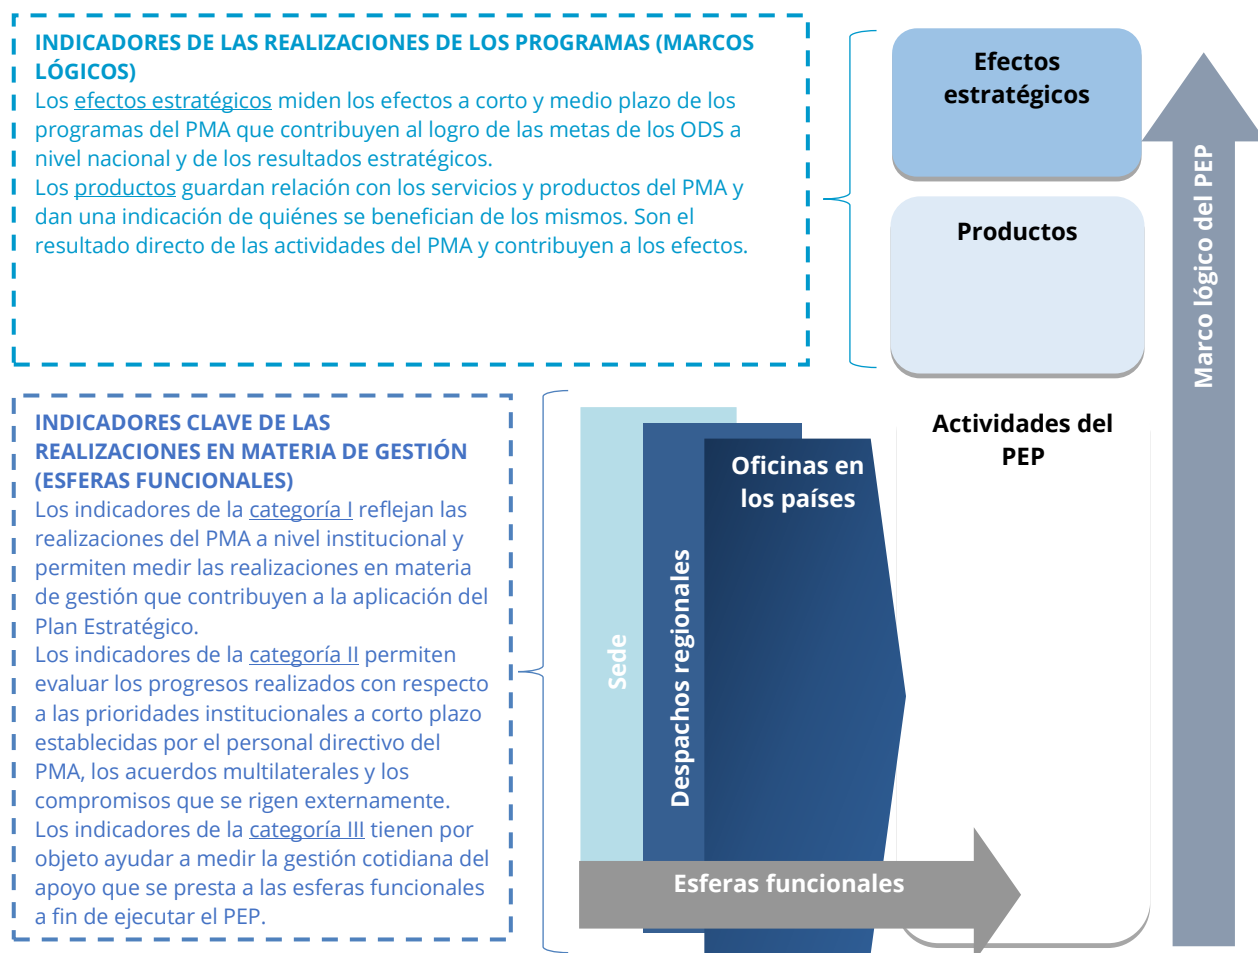 INDICADORES DE LAS REALIZACIONES DE LOS PROGRAMAS (MARCOS
LÓGICOS)
Los efectos estratégicos miden los efectos a corto y medio plazo de los
programas del PMA que contribuyen al logro de las metas de los ODS a
nivel nacional y de los resultados estratégicos.
Los productos guardan relación con los servicios y productos del PMA y
dan una indicación de quiénes se benefician de los mismos. Son el
resultado directo de las actividades del PMA y contribuyen a los efectos.
Efectos
estratégicos
Productos
Marco lógico del PEP
INDICADORES CLAVE DE LAS
REALIZACIONES EN MATERIA DE GESTIÓN
(ESFERAS FUNCIONALES)
Los indicadores de la categoría I reflejan las
realizaciones del PMA a nivel institucional y
permiten medir las realizaciones en materia
de gestión que contribuyen a la aplicación del
Plan Estratégico.
Los indicadores de la categoría II permiten
evaluar los progresos realizados con respecto
a las prioridades institucionales a corto plazo
establecidas por el personal directivo del
PMA, los acuerdos multilaterales y los
compromisos que se rigen externamente.
Los indicadores de la categoría III tienen por
objeto ayudar a medir la gestión cotidiana del
apoyo que se presta a las esferas funcionales
a fin de ejecutar el PEP.
Sede
Despachos regionales
Oficinas en
los países
Actividades del
PEP
Esferas funcionales